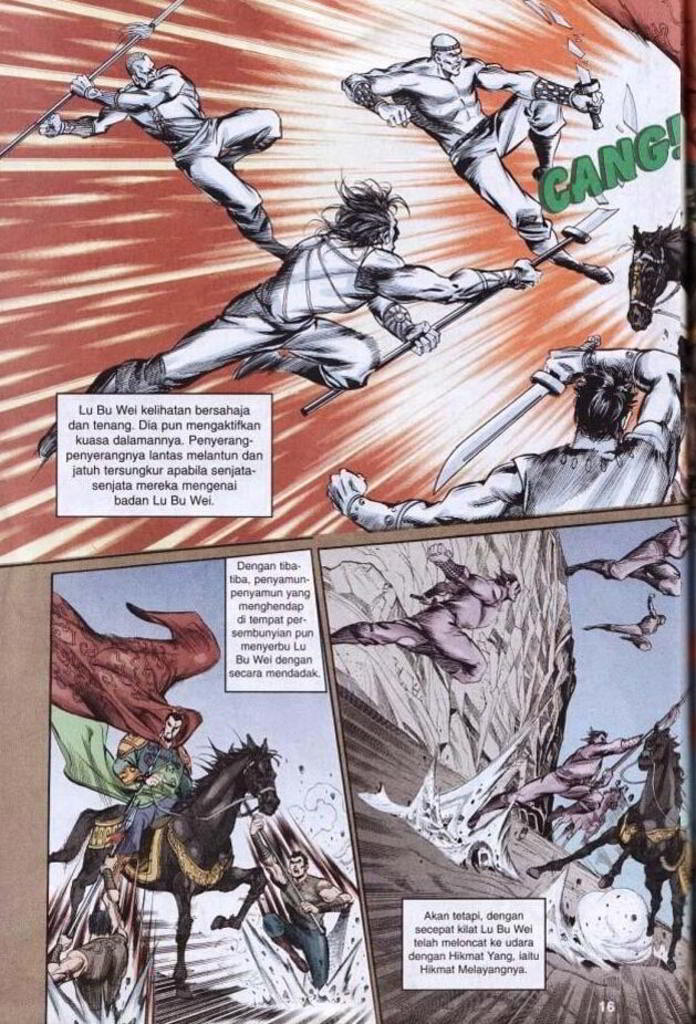 CANG!
Lu Bu Wei kelihatan bersahaja
dan tenang. Dia pun mengaktifkan
kuasa dalamannya. Penyerang-
penyerangnya lantas melantun dan
jatuh tersungkur apabila senjata-
senjata mereka mengenai
badan Lu Bu Wei.
Dengan tiba-
tiba, penyamun-
penyamun yang
menghendap
di tempat per-
sembunyian pun
menyerbu Lu
Bu Wei dengan
secara mendadak.
Akan tetapi, dengan
secepat kilat Lu Bu Wei
telah meloncat ke udara
dengan Hikmat Yang, iaitu
Hikmat Melayangnya.
16